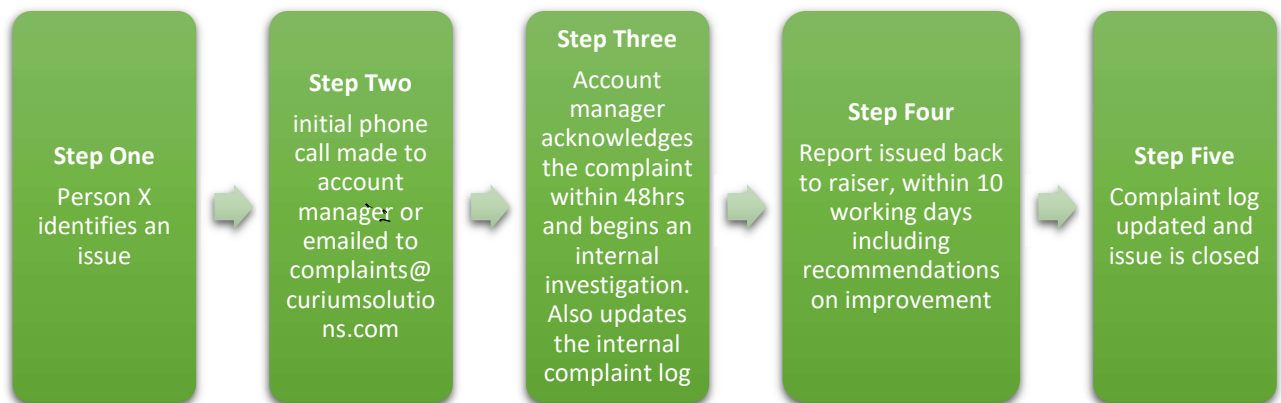 Step One
Person X
identifies an
issue
Step Two
initial phone
call made to
account
manager or
emailed to
complaints@
curiumsolutio
ns.com
Step Three
Account
manager
acknowledges
the complaint
within 48hrs
and begins an
internal
investigation.
Also updates
the internal
complaint log
Step Four
Report issued back
to raiser, within 10
working days
including
recommendations
on improvement
Step Five
Complaint log
updated and
issue is closed